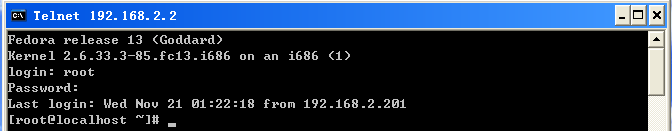 Telnet 192.168.2.2
Fedora release 13 (Goddard)
Kernel 2.6.33.3-85.fc13.i686 on an i686 (1)
login: root
Password:
Last login: Wed Nov 21 01:22:18 from 192.168.2.201
[root@localhost ~]# _